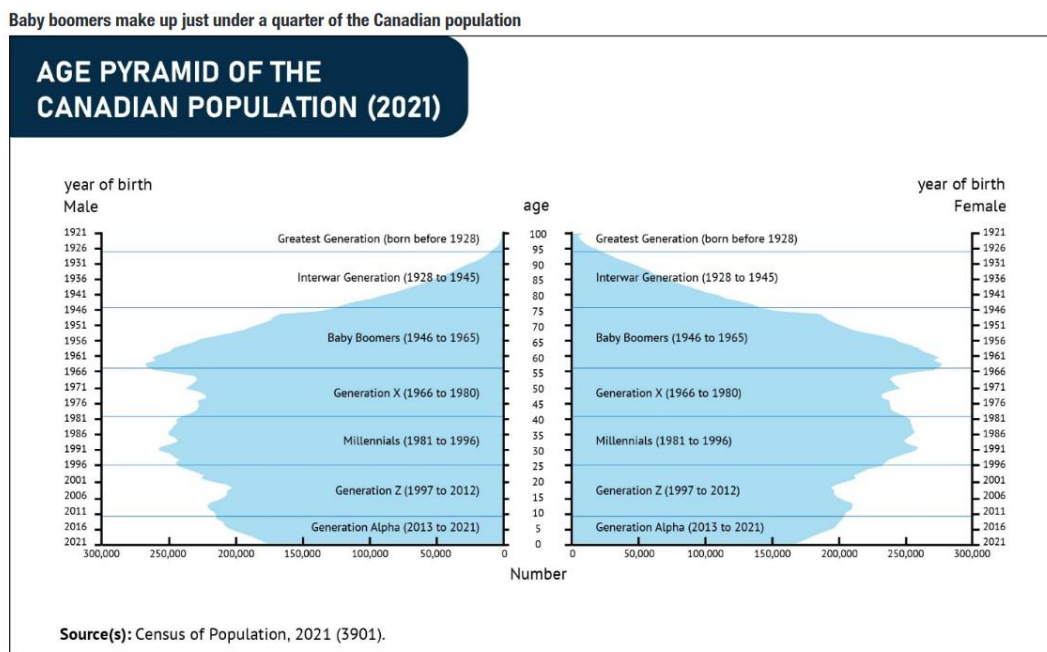 Baby boomers make up just under a quarter of the Canadian population
AGE PYRAMID OF THE
CANADIAN POPULATION (2021)
year of birth
Male
age
year of birth
Female
1921
1926
1931
1936
1941
1946
1951
1956
1961
1966
1971
1976
1981
1986
1991
1996
2001
2006
2011
2016
2021
Greatest Generation (born before 1928)
Interwar Generation (1928 to 1945)
Baby Boomers (1946 to 1965)
Generation X (1966 to 1980)
Millennials (1981 to 1996)
Generation Z (1997 to 2012)
Generation Alpha (2013 to 2021)
100
95
90
85
80
75
70
65
60
55
50
45
40
35
30
25
20
15
10
5
0
Greatest Generation (born before 1928)
Interwar Generation (1928 to 1945)
Baby Boomers (1946 to 1965)
Generation X (1966 to 1980)
Millennials (1981 to 1996)
Generation Z (1997 to 2012)
Generation Alpha (2013 to 2021)
1921
1926
1931
1936
1941
1946
1951
1956
1961
1966
1971
1976
1981
1986
1991
1996
2001
2006
2011
2016
2021
300,000 250,000 200,000 150,000 100,000 50,000 0
0 50,000 100,000 150,000 200,000 250,000 300,000
Number
Source(s): Census of Population, 2021 (3901).